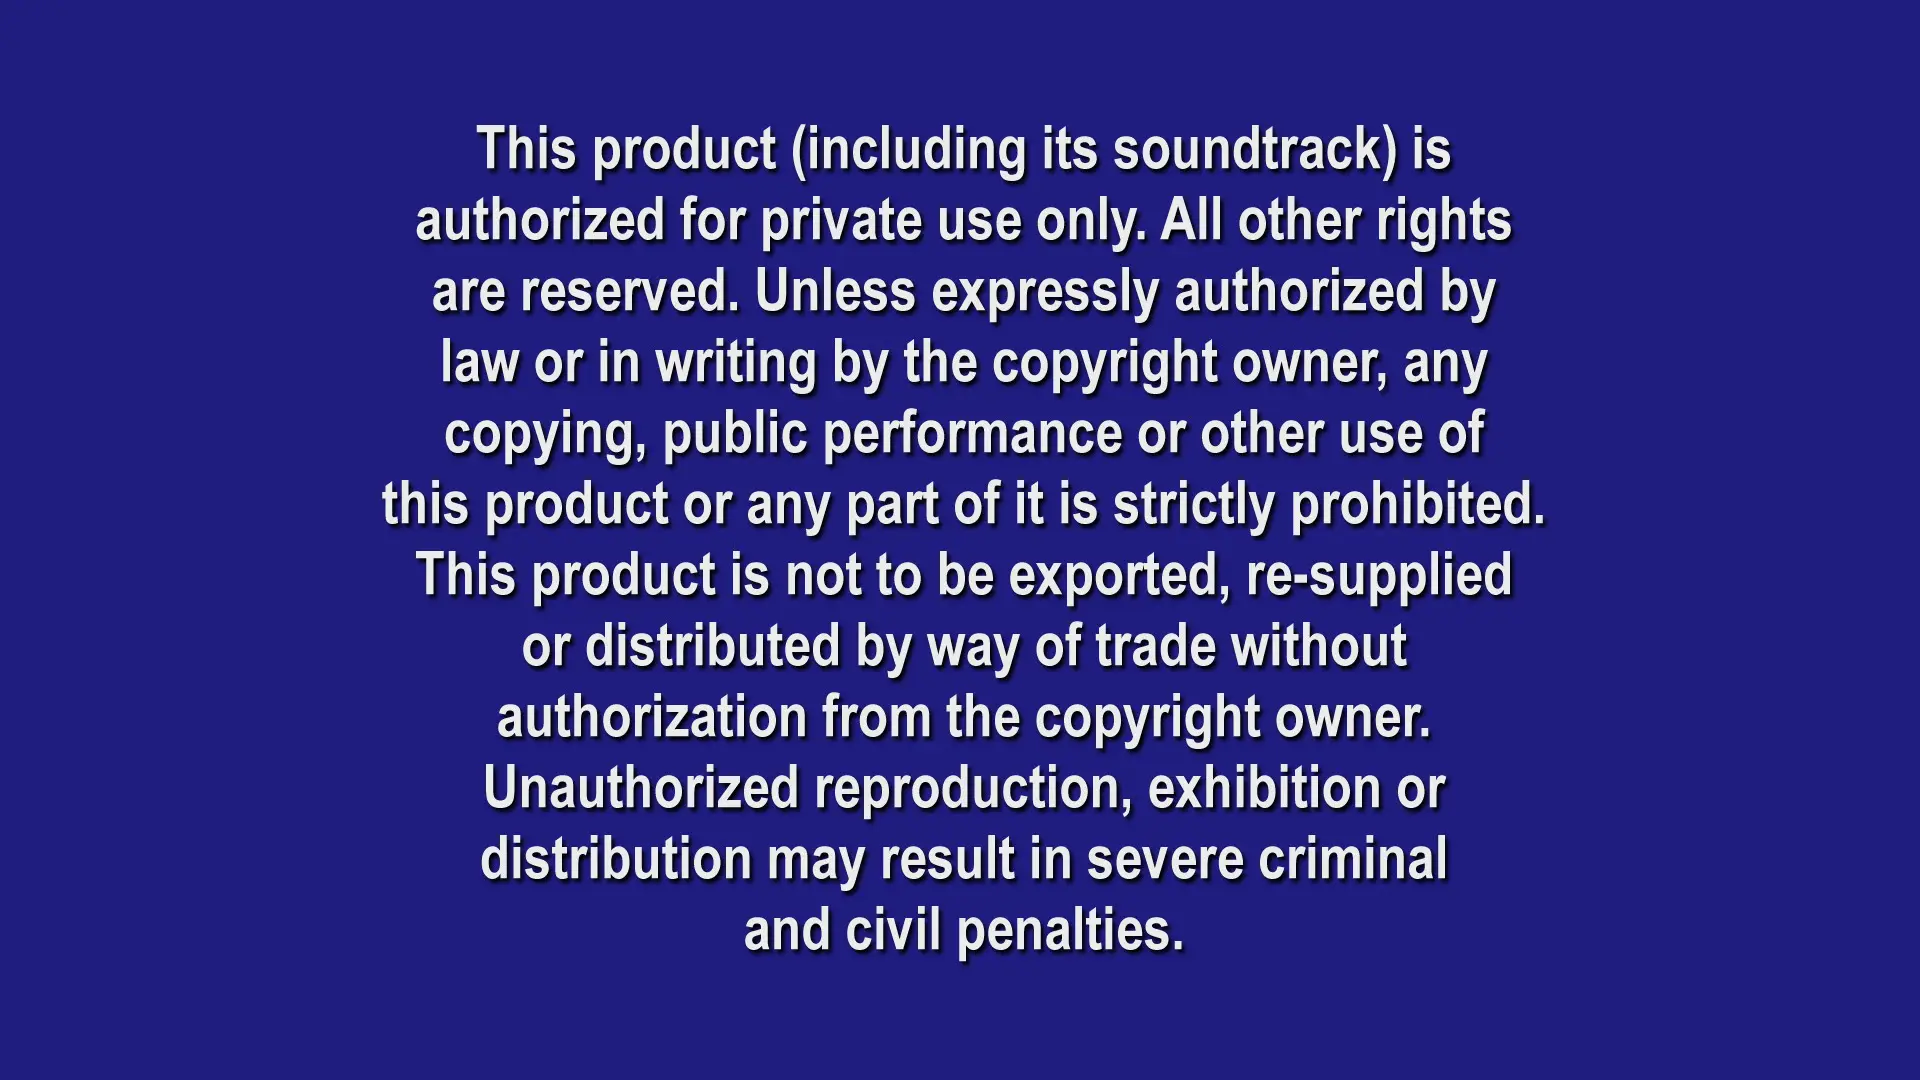 This product (including its soundtrack) is
authorized for private use only. All other rights
are reserved. Unless expressly authorized by
law or in writing by the copyright owner, any
copying, public performance or other use of
this product or any part of it is strictly prohibited.
This product is not to be exported, re-supplied
or distributed by way of trade without
authorization from the copyright owner.
Unauthorized reproduction, exhibition or
distribution may result in severe criminal
and civil penalties.